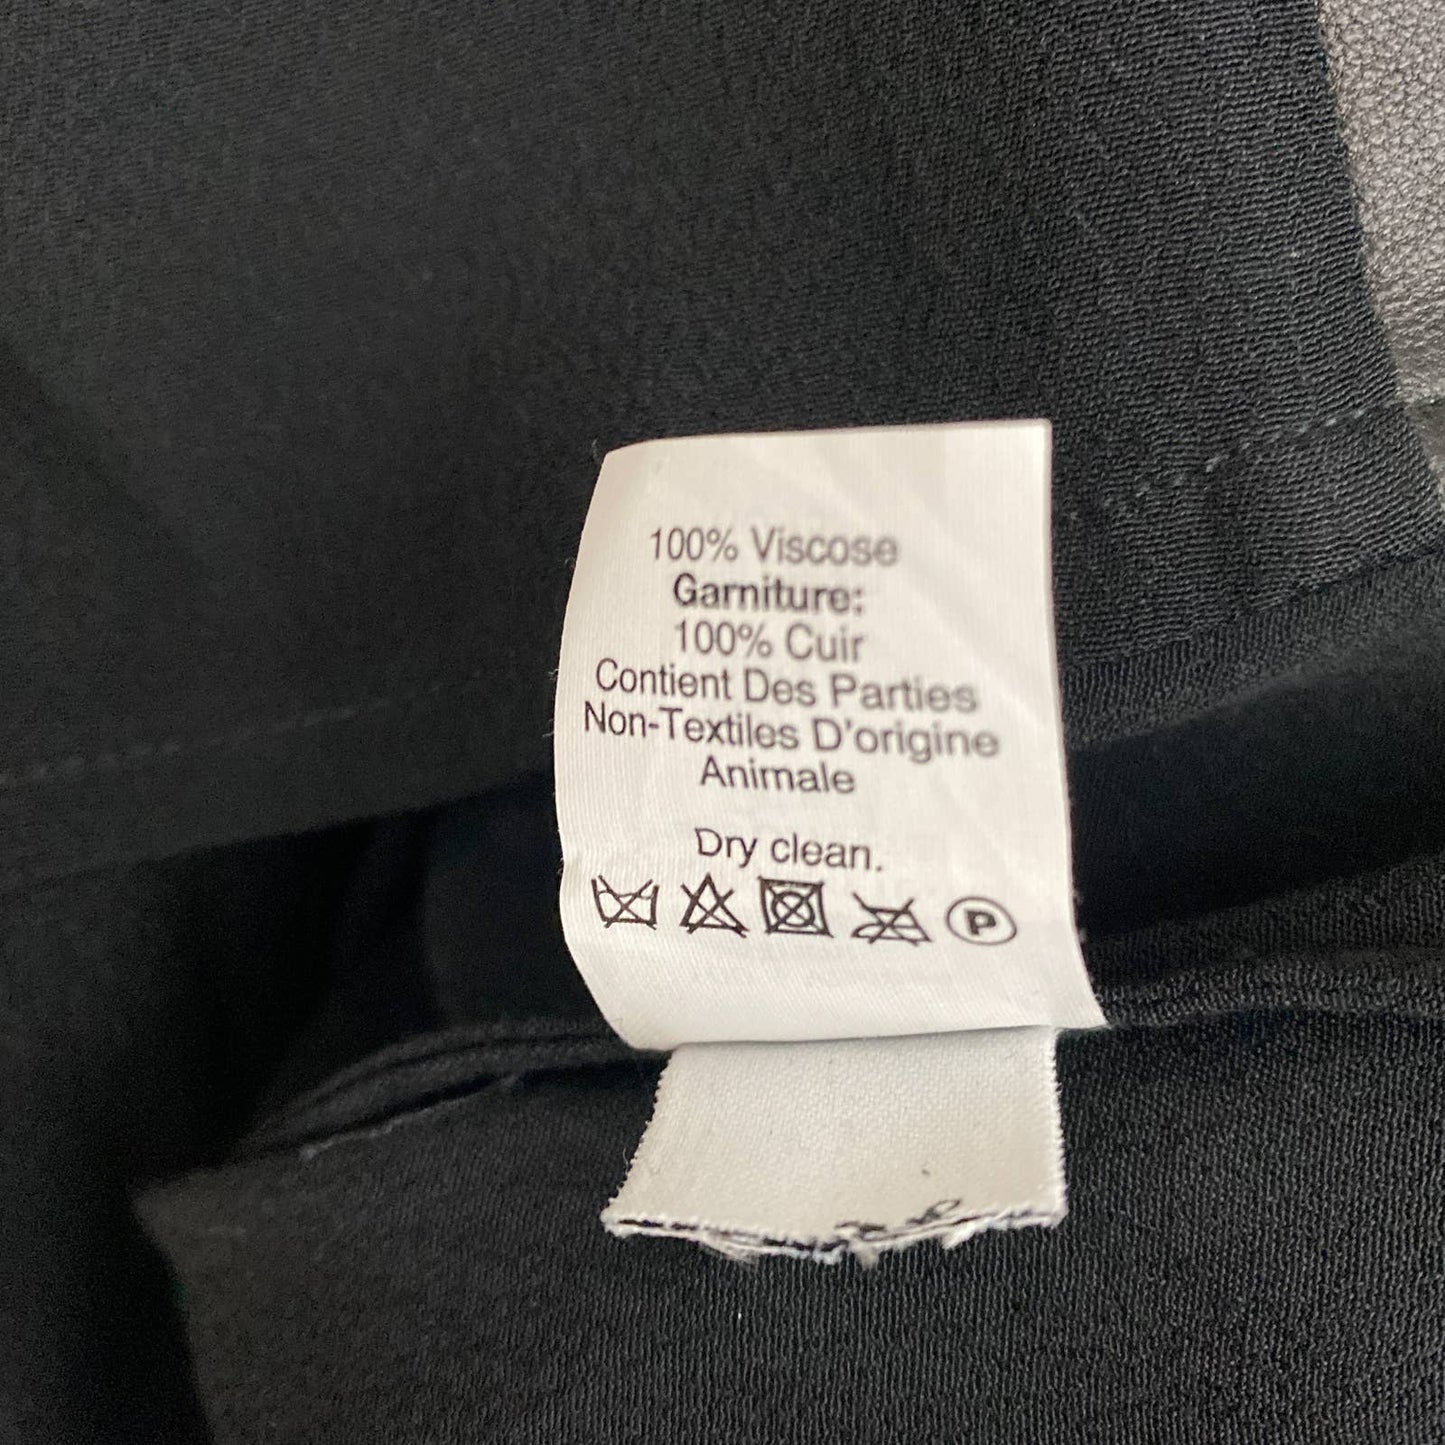 100% Viscose
Garniture:
100% Cuir
Contient Des Parties
Non-Textiles D'origine
Animale
Dry clean.
P